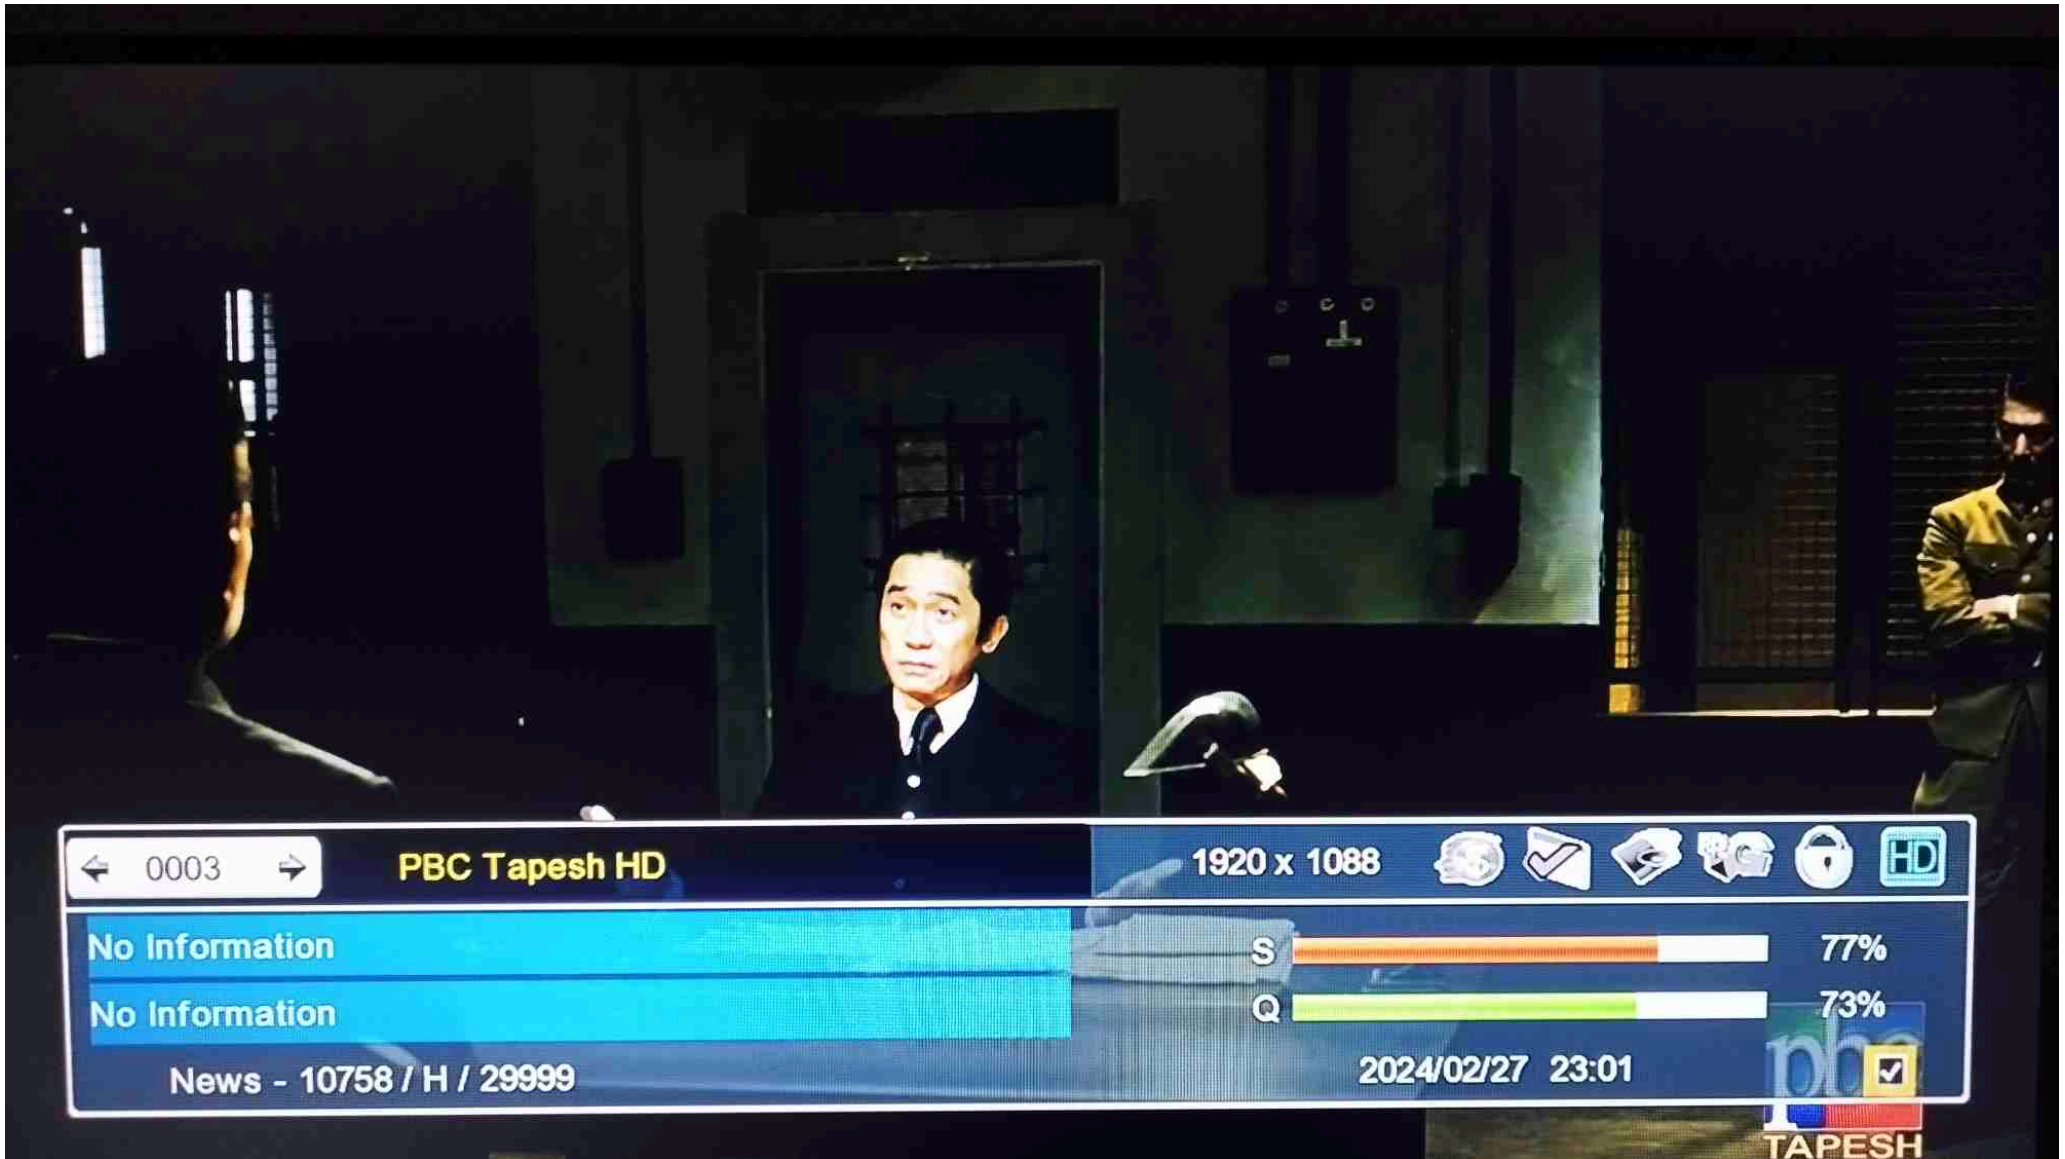 0003
PBC Tapesh HD
1920 x 1088
HD
No Information
No Information
S
77%
Q
73%
News - 10758 / H / 29999
2024/02/27 23:01
pbc
TAPESH